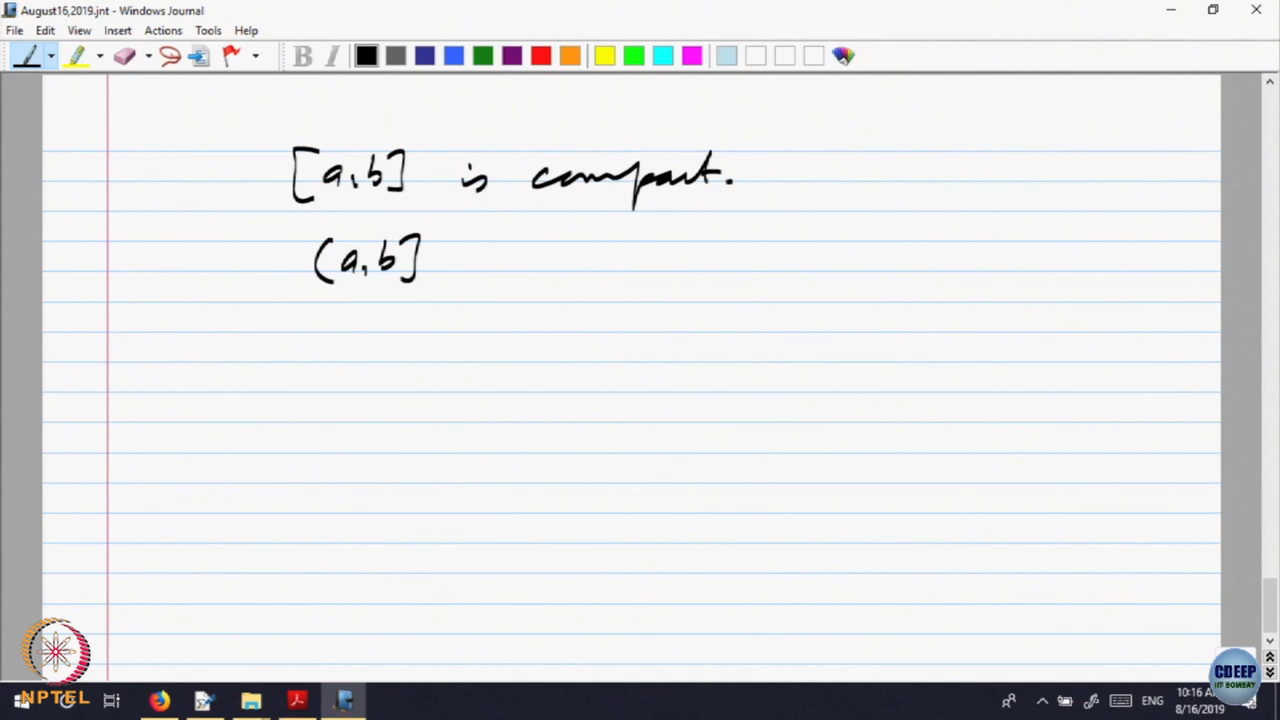 August16,2019.jnt - Windows Journal
File Edit View Insert Actions Tools Help
B I
[a,b] is compact.
(a,b]
NPTEL
CDEEP
IIT BOMBAY
ENG
10:16 A
8/16/2019